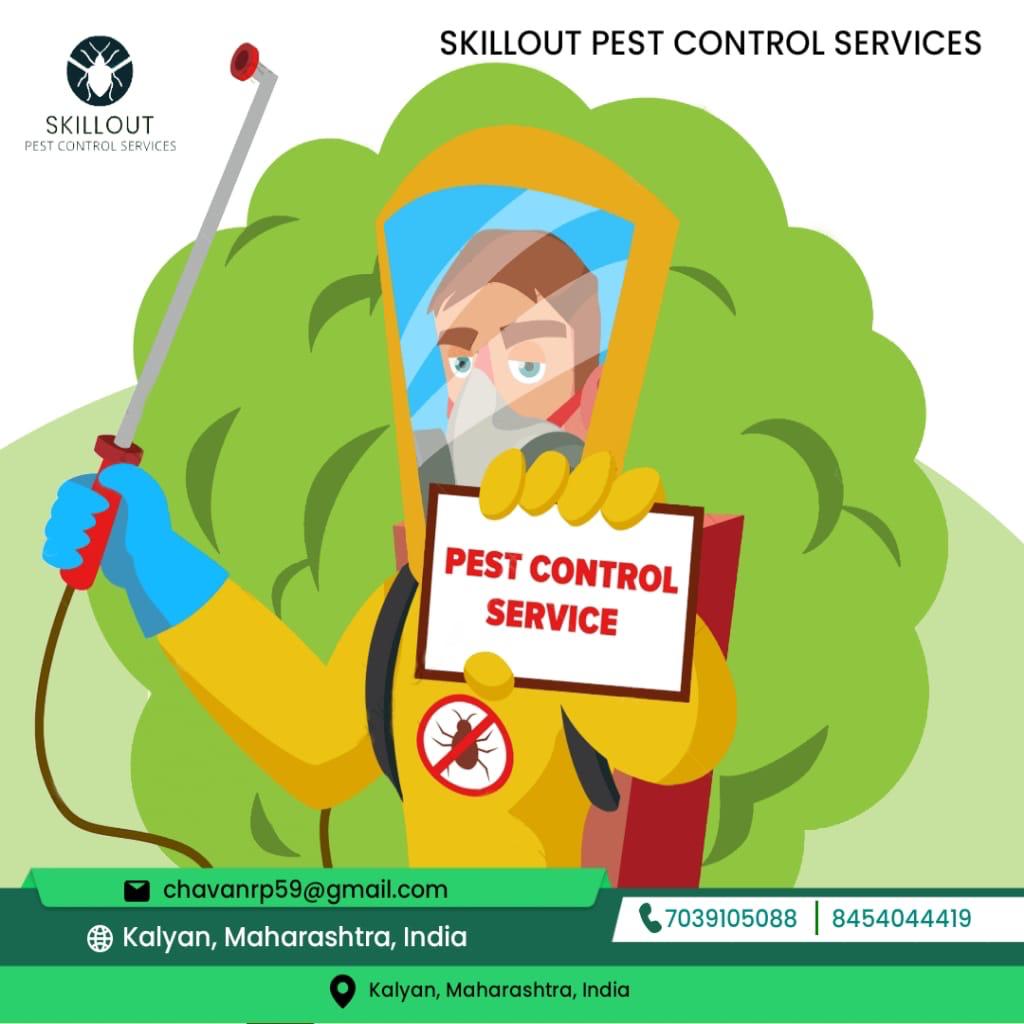 SKILLOUT PEST CONTROL SERVICES
SKILLOUT
PEST CONTROL SERVICES
PEST CONTROL
SERVICE
chavanrp59@gmail.com
7039105088 | 8454044419
Kalyan, Maharashtra, India
Kalyan, Maharashtra, India